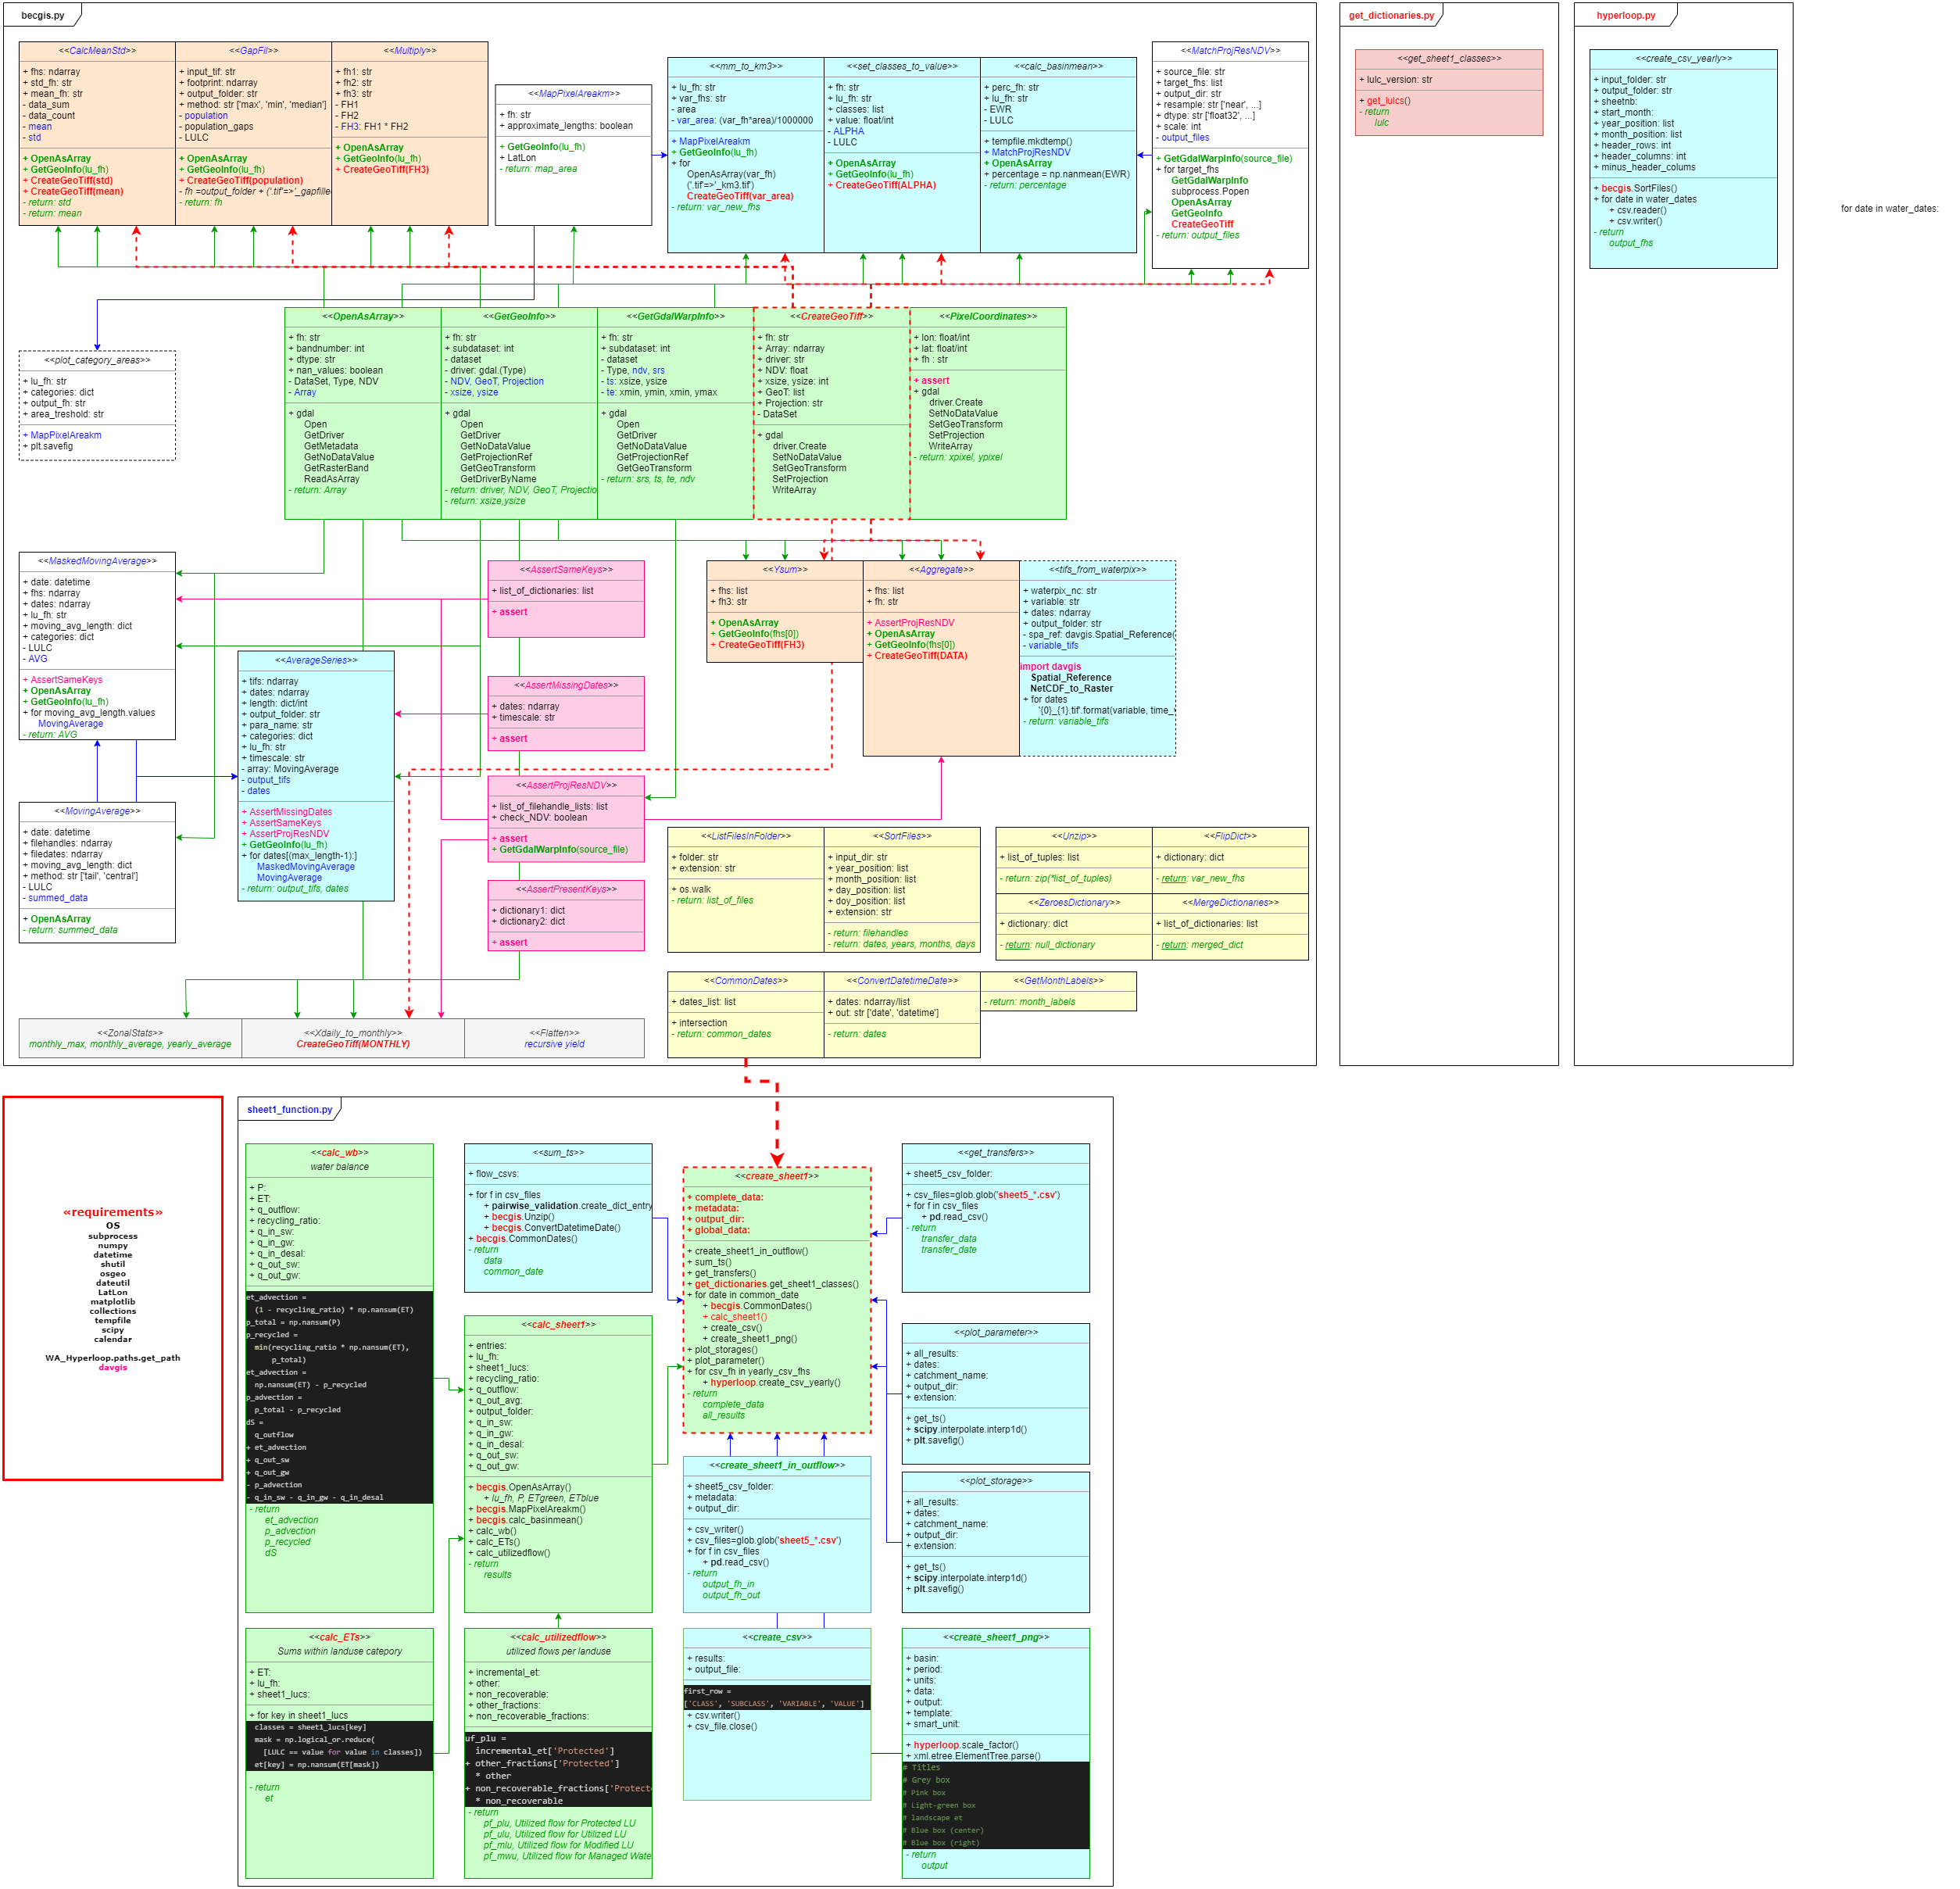 becgis.py
<<CalcMeanStd>>
+ fhs: ndarray
+ std_fh: str
+ mean_fh: str
- data_sum
- data_count
- mean
- std
+ OpenAsArray
+ GetGeoInfo(lu_fh)
+ CreateGeoTiff(std)
+ CreateGeoTiff(mean)
- return: std
- return: mean
<<GapFil>>
+ input_tif: str
+ footprint: ndarray
+ output_folder: str
+ method: str ['max', 'min', 'median']
- population
- population_gaps
- LULC
+ OpenAsArray
+ GetGeoInfo(lu_fh)
+ CreateGeoTiff(population)
- fh =output_folder + ('.tif'=>'_gapfille
- return: fh
<<Multiply>>
+ fh1: str
+ fh2: str
+ fh3: str
- FH1
- FH2
- FH3: FH1 * FH2
+ OpenAsArray
+ GetGeoInfo(lu_fh)
+ CreateGeoTiff(FH3)
<<MapPixelAreakm>>
+ fh: str
+ approximate_lengths: boolean
+ GetGeoInfo(lu_fh)
+ LatLon
- return: map_area
<<mm_to_km3>>
+ lu_fh: str
+ var_fhs: str
- area
- var_area: (var_fh*area)/1000000
+ MapPixelAreakm
+ GetGeoInfo(lu_fh)
+ for
OpenAsArray(var_fh)
('.tif'=>'_km3.tif')
CreateGeoTiff(var_area)
- return: var_new_fhs
<<set_classes_to_value>>
+ fh: str
+ lu_fh: str
+ classes: list
+ value: float/int
- ALPHA
- LULC
+ OpenAsArray
+ GetGeoInfo(lu_fh)
+ CreateGeoTiff(ALPHA)
<<calc_basinmean>>
+ perc_fh: str
+ lu_fh: str
- EWR
- LULC
+ tempfile.mkdtemp()
+ MatchProjResNDV
+ OpenAsArray
+ percentage = np.nanmean(EWR)
- return: percentage
<<MatchProjResNDV>>
+ source_file: str
+ target_fhs: list
+ output_dir: str
+ resample: str ['near', ...]
+ dtype: str ['float32', ...]
+ scale: int
- output_files
+ GetGdalWarpInfo(source_file)
+ for target_fhs
GetGdalWarpInfo
subprocess.Popen
OpenAsArray
GetGeoInfo
CreateGeoTiff
- return: output_files
<<plot_category_areas>>
+ lu_fh: str
+ categories: dict
+ output_fh: str
+ area_treshold: str
+ MapPixelAreakm
+ plt.savefig
<<OpenAsArray>>
+ fh: str
+ bandnumber: int
+ dtype: str
+ nan_values: boolean
- DataSet, Type, NDV
- Array
+ gdal
Open
GetDriver
GetMetadata
GetNoDataValue
GetRasterBand
ReadAsArray
- return: Array
<<GetGeoInfo>>
+ fh: str
+ subdataset: int
- dataset
- driver: gdal.(Type)
- NDV, GeoT, Projection
- xsize, ysize
+ gdal
Open
GetDriver
GetNoDataValue
GetProjectionRef
GetGeoTransform
GetDriverByName
- return: driver, NDV, GeoT, Projectio
- return: xsize,ysize
<<GetGdalWarpInfo>>
+ fh: str
+ subdataset: int
- dataset
- Type, ndv, srs
- ts: xsize, ysize
- te: xmin, ymin, xmin, ymax
+ gdal
Open
GetDriver
GetNoDataValue
GetProjectionRef
GetGeoTransform
- return: srs, ts, te, ndv
<<CreateGeoTiff>>
+ fh: str
+ Array: ndarray
+ driver: str
+ NDV: float
+ xsize, ysize: int
+ GeoT: list
+ Projection: str
- DataSet
+ gdal
driver.Create
SetNoDataValue
SetGeoTransform
SetProjection
WriteArray
<<PixelCoordinates>>
+ lon: float/int
+ lat: float/int
+ fh : str
+ assert
+ gdal
driver.Create
SetNoDataValue
SetGeoTransform
SetProjection
WriteArray
- return: xpixel, ypixel
<<MaskedMovingAverage>>
+ date: datetime
+ fhs: ndarray
+ dates: ndarray
+ lu_fh: str
+ moving_avg_length: dict
+ categories: dict
- LULC
- AVG
+ AssertSameKeys
+ OpenAsArray
+ GetGeoInfo(lu_fh)
+ for moving_avg_length.values
MovingAverage
- return: AVG
<<AverageSeries>>
+ tifs: ndarray
+ dates: ndarray
+ length: dict/int
+ output_folder: str
+ para_name: str
+ categories: dict
+ lu_fh: str
+ timescale: str
- array: MovingAverage
- output_tifs
- dates
+ AssertMissingDates
+ AssertSameKeys
+ AssertProjResNDV
+ GetGeoInfo(lu_fh)
+ for dates[(max_length-1):]
MaskedMovingAverage
MovingAverage
- return: output_tifs, dates
<<MovingAverage>>
+ date: datetime
+ filehandles: ndarray
+ filedates: ndarray
+ moving_avg_length: dict
+ method: str ['tail', 'central']
- LULC
- summed_data
+ OpenAsArray
- return: summed_data
<<AssertSameKeys>>
+ list_of_dictionaries: list
+ assert
<<AssertMissingDates>>
+ dates: ndarray
+ timescale: str
+ assert
<<AssertProjResNDV>>
+ list_of_filehandle_lists: list
+ check_NDV: boolean
+ assert
+ GetGdalWarpInfo(source_file)
<<AssertPresentKeys>>
+ dictionary1: dict
+ dictionary2: dict
+ assert
<<Ysum>>
+ fhs: list
+ fh3: str
+ OpenAsArray
+ GetGeoInfo(fhs[0])
+ CreateGeoTiff(FH3)
<<Aggregate>>
+ fhs: list
+ fh: str
+ AssertProjResNDV
+ OpenAsArray
+ GetGeoInfo(fhs[0])
+ CreateGeoTiff(DATA)
<<tifs_from_waterpix>>
+ waterpix_nc: str
+ variable: str
+ dates: ndarray
+ output_folder: str
- spa_ref: davgis.Spatial_Reference(
- variable_tifs
import davgis
Spatial_Reference
NetCDF_to_Raster
+ for dates
'{0}_{1}.tif'.format(variable, time_
- return: variable_tifs
<<ListFilesInFolder>>
+ folder: str
+ extension: str
+ os.walk
- return: list_of_files
<<SortFiles>>
+ input_dir: str
+ year_position: list
+ month_position: list
+ day_position: list
+ doy_position: list
+ extension: str
- return: filehandles
- return: dates, years, months, days
<<Unzip>>
+ list_of_tuples: list
- return: zip(*list_of_tuples)
<<FlipDict>>
+ dictionary: dict
- return: var_new_fhs
<<ZeroesDictionary>>
+ dictionary: dict
- return: null_dictionary
<<MergeDictionaries>>
+ list_of_dictionaries: list
- return: merged_dict
<<CommonDates>>
+ dates_list: list
+ intersection
- return: common_dates
<<ConvertDatetimeDate>>
+ dates: ndarray/list
+ out: str ['date', 'datetime']
- return: dates
<<GetMonthLabels>>
- return: month_labels
<<ZonalStats>>
monthly_max, monthly_average, yearly_average
<<Xdaily_to_monthly>>
CreateGeoTiff(MONTHLY)
<<Flatten>>
recursive yield
get_dictionaries.py
<<get_sheet1_classes>>
+ lulc_version: str
+ get_lulcs()
- return
lulc
hyperloop.py
<<create_csv_yearly>>
+ input_folder: str
+ output_folder: str
+ sheetnb:
+ start_month:
+ year_position: list
+ month_position: list
+ header_rows: int
+ header_columns: int
+ minus_header_colums
+ becgis.SortFiles()
+ for date in water_dates
+ csv.reader()
+ csv.writer()
- return
output_fhs
for date in water_dates:
«requirements»
OS
subprocess
numpy
datetime
shutil
osgeo
dateutil
LatLon
matplotlib
collections
tempfile
scipy
calendar
WA_Hyperloop.paths.get_path
davgis
sheet1_function.py
<<calc_wb>>
water balance
+ P:
+ ET:
+ q_outflow:
+ recycling_ratio:
+ q_in_sw:
+ q_in_gw:
+ q_in_desal:
+ q_out_sw:
+ q_out_gw:
et_advection =
(1 - recycling_ratio) * np.nansum(ET)
p_total = np.nansum(P)
p_recycled =
min(recycling_ratio * np.nansum(ET),
p_total)
et_advection =
np.nansum(ET) - p_recycled
p_advection =
p_total - p_recycled
dS =
q_outflow
+ et_advection
+ q_out_sw
+ q_out_gw
- p_advection
- q_in_sw - q_in_gw - q_in_desal
- return
et_advection
p_advection
p_recycled
dS
<<sum_ts>>
+ flow_csvs:
+ for f in csv_files
+ pairwise_validation.create_dict_entry
+ becgis.Unzip()
+ becgis.ConvertDatetimeDate()
+ becgis.CommonDates()
- return
data
common_date
<<create_sheet1>>
+ complete_data:
+ metadata:
+ output_dir:
+ global_data:
+ create_sheet1_in_outflow()
+ sum_ts()
+ get_transfers()
+ get_dictionaries.get_sheet1_classes()
+ for date in common_date
+ becgis.CommonDates()
+ calc_sheet1()
+ create_csv()
+ create_sheet1_png()
+ plot_storages()
+ plot_parameter()
+ for csv_fh in yearly_csv_fhs
+ hyperloop.create_csv_yearly()
- return
complete_data
all_results
<<get_transfers>>
+ sheet5_csv_folder:
+ csv_files=glob.glob('sheet5_*.csv')
+ for f in csv_files
+ pd.read_csv()
- return
transfer_data
transfer_date
<<calc_sheet1>>
+ entries:
+ lu_fh:
+ sheet1_lucs:
+ recycling_ratio:
+ q_outflow:
+ q_out_avg:
+ output_folder:
+ q_in_sw:
+ q_in_gw:
+ q_in_desal:
+ q_out_sw:
+ q_out_gw:
+ becgis.OpenAsArray()
+ lu_fh, P, ETgreen, ETblue
+ becgis.MapPixelAreakm()
+ becgis.calc_basinmean()
+ calc_wb()
+ calc_ETs()
+ calc_utilizedflow()
- return
results
<<plot_parameter>>
+ all_results:
+ dates:
+ catchment_name:
+ output_dir:
+ extension:
+ get_ts()
+ scipy.interpolate.interp1d()
+ plt.savefig()
<<create_sheet1_in_outflow>>
+ sheet5_csv_folder:
+ metadata:
+ output_dir:
+ csv_writer()
+ csv_files=glob.glob('sheet5_*.csv')
+ for f in csv_files
+ pd.read_csv()
- return
output_fh_in
output_fh_out
<<plot_storage>>
+ all_results:
+ dates:
+ catchment_name:
+ output_dir:
+ extension:
+ get_ts()
+ scipy.interpolate.interp1d()
+ plt.savefig()
<<calc_ETs>>
Sums within landuse catepory
+ ET:
+ lu_fh:
+ sheet1_lucs:
+ for key in sheet1_lucs
classes = sheet1_lucs[key]
mask = np.logical_or.reduce(
[LULC == value for value in classes])
et[key] = np.nansum(ET[mask])
- return
et
<<calc_utilizedflow>>
utilized flows per landuse
+ incremental_et:
+ other:
+ non_recoverable:
+ other_fractions:
+ non_recoverable_fractions:
uf_plu =
incremental_et['Protected']
+ other_fractions['Protected']
* other
+ non_recoverable_fractions['Protect
* non_recoverable
- return
pf_plu, Utilized flow for Protected LU
pf_ulu, Utilized flow for Utilized LU
pf_mlu, Utilized flow for Modified LU
pf_mwu, Utilized flow for Managed Wate
<<create_csv>>
+ results:
+ output_file:
first_row =
['CLASS', 'SUBCLASS', 'VARIABLE', 'VALUE']
+ csv.writer()
+ csv_file.close()
<<create_sheet1_png>>
+ basin:
+ period:
+ units:
+ data:
+ output:
+ template:
+ smart_unit:
+ hyperloop.scale_factor()
+ xml.etree.ElementTree.parse()
# Titles
# Grey box
# Pink box
# Light-green box
# landscape et
# Blue box (center)
# Blue box (right)
- return
output